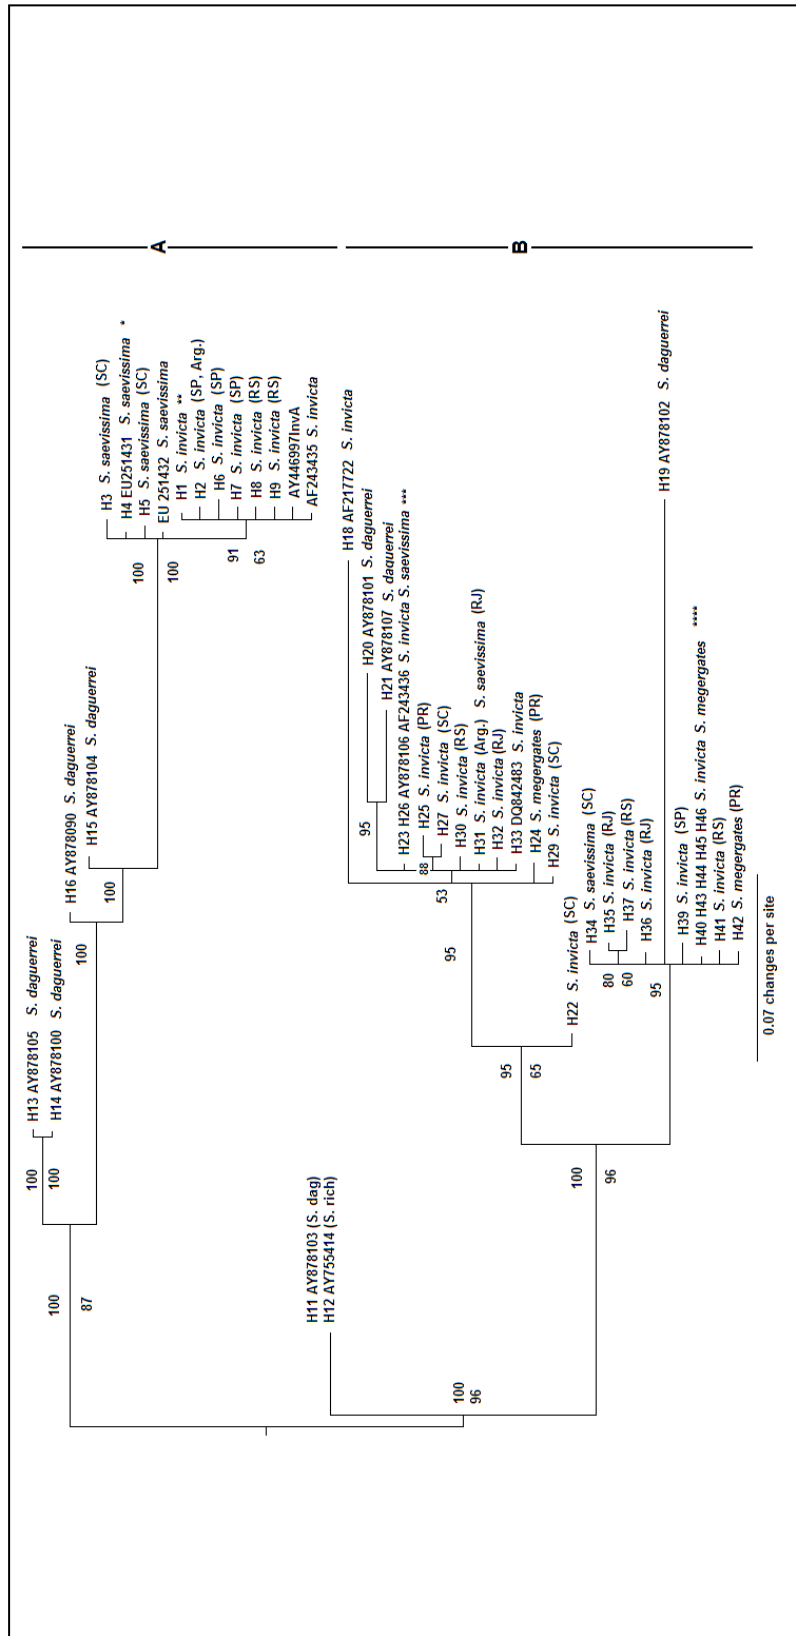 H13 AY878105 S. daguerrei
H14 AY878100 S. daguerrei
H16 AY878090 S. daguerrei
H15 AY878104 S. daguerrei
H3 S. saevissima (SC)
H4 EU251431 S. saevissima *
H5 S. saevissima (SC)
EU 251432 S. saevissima
H1 S. invicta **
H2 S. invicta (SP, Arg.)
H6 S. invicta (SP)
H7 S. invicta (SP)
H8 S. invicta (RS)
H9 S. invicta (RS)
AY446997InvA
AF243435 S. invicta
H11 AY878103 (S. dag)
H12 AY755414 (S. rich)
H18 AF217722 S. invicta
H20 AY878101 S. daguerrei
H21 AY878107 S. daguerrei
H23 H26 AY878106 AF243436 S. invicta S. saevissima ***
H25 S. invicta (PR)
H27 S. invicta (SC)
H30 S. invicta (RS)
H31 S. invicta (Arg.) S. saevissima (RJ)
H32 S. invicta (RJ)
H33 DQ842483 S. invicta
H24 S. megergates (PR)
H29 S. invicta (SC)
H22 S. invicta (SC)
H34 S. saevissima (SC)
H35 S. invicta (RJ)
H37 S. invicta (RS)
H36 S. invicta (RJ)
H19 AY878102 S. daguerrei
H39 S. invicta (SP)
H40 H43 H44 H45 H46 S. invicta S. megergates ****
H41 S. invicta (RS)
H42 S. megergates (PR)
100
87
100
100
100
100
100
100
91
63
100
96
100
96
95
65
95
53
95
88
80
60
95
A
B
0.07 changes per site